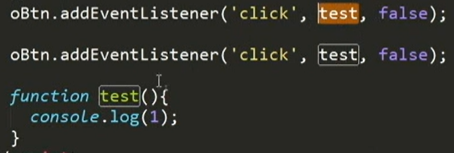 oBtn.addEventListener('click', test, false);
oBtn.addEventListener('click', test, false);
function test(){
console.log(1);
}